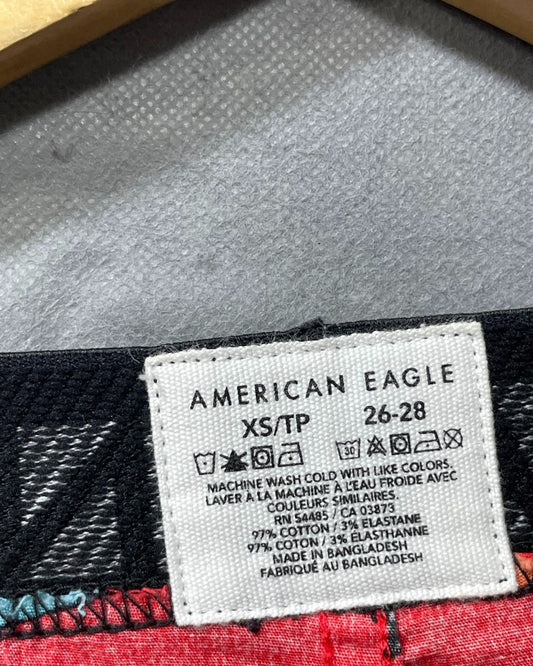 AMERICAN EAGLE
XS/TP 26-28
30
MACHINE WASH COLD WITH LIKE COLORS.
LAVER A LA MACHINE À L'EAU FROIDE AVEC
COULEURS SIMILAIRES.
RN 54485 / CA 03873
97% COTTON / 3% ELASTANE
97% COTON / 3% ÉLASTHANNE
MADE IN BANGLADESH
FABRIQUÉ AU BANGLADESH